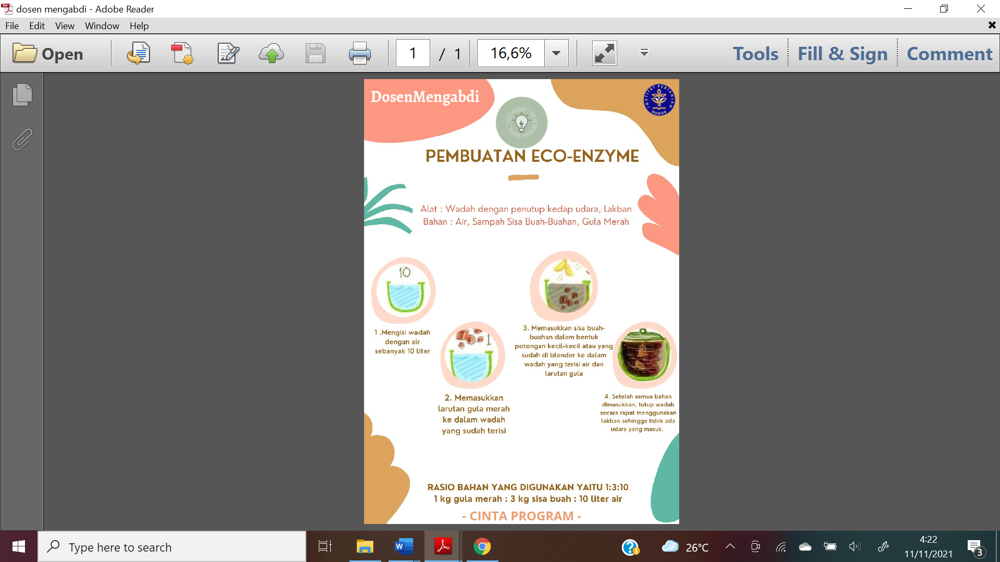 dosen mengabdi - Adobe Reader
File Edit View Window Help
Open
1 / 1
16,6%
Tools Fill & Sign Comment
DosenMengabdi
INSTITUT PERTANIAN BOGOR
PEMBUATAN ECO-ENZYME
Alat : Wadah dengan penutup kedap udara, Lakban
Bahan : Air, Sampah Sisa Buah-Buahan, Gula Merah
10
1 .Mengisi wadah
dengan air
sebanyak 10 liter
1
2. Memasukkan
larutan gula merah
ke dalam wadah
yang sudah terisi
3. Memasukkan sisa buah-
buahan dalam bentuk
potongan kecil-kecil atau yang
sudah di blender ke dalam
wadah yang terisi air dan
larutan gula
4. Setelah semua bahan
dimasukkan, tutup wadah
secara rapat menggunakan
lakban sehingga tidak ada
udara yang masuk.
RASIO BAHAN YANG DIGUNAKAN YAITU 1:3:10
1 kg gula merah : 3 kg sisa buah : 10 liter air
- CINTA PROGRAM -
Type here to search
26°C
4:22
11/11/2021
3